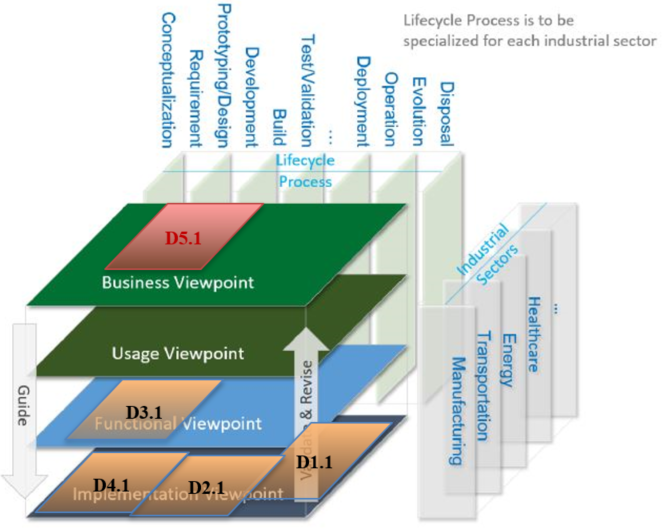 Lifecycle Process is to be
specialized for each industrial sector
Conceptualization
Requirement
Prototyping/Design
Development
Build
Test/Validation
...
Deployment
Operation
Evolution
Disposal
Lifecycle
Process
D5.1
Business Viewpoint
Industrial
Sectors
Usage Viewpoint
Guide
& Revise
D3.1
Functional Viewpoint
D4.1
D2.1
D1.1
Implementation Viewpoint
Manufacturing
Transportation
Energy
Healthcare
...